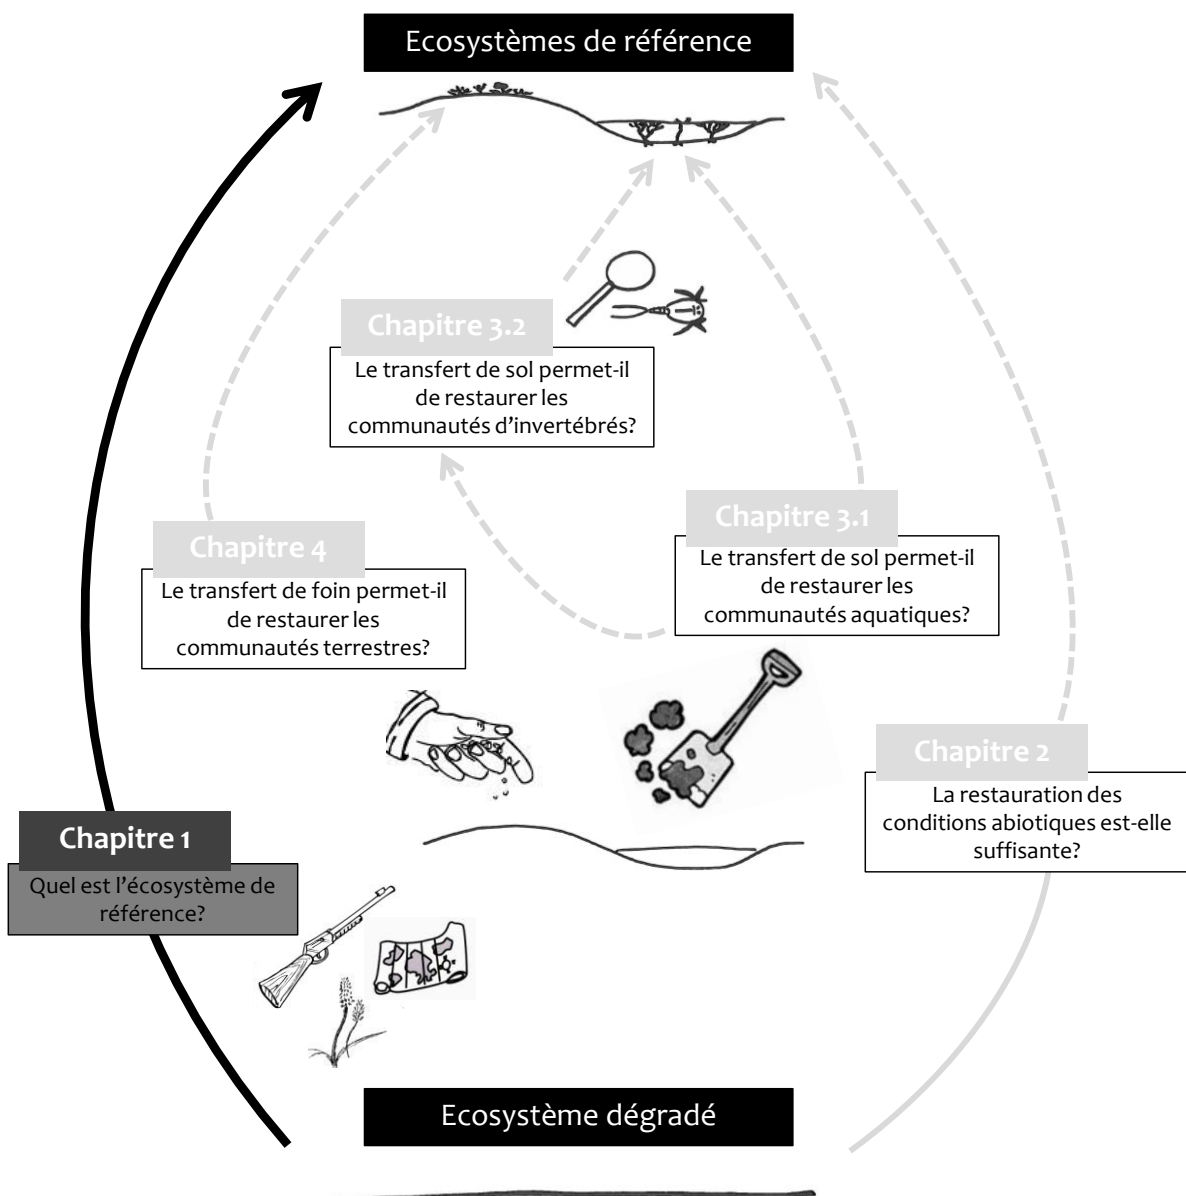 Ecosystèmes de référence
Chapitre 3.2
Le transfert de sol permet-il
de restaurer les
communautés d’invertébrés?
Chapitre 3.1
Le transfert de sol permet-il
de restaurer les
communautés aquatiques?
Chapitre 4
Le transfert de foin permet-il
de restaurer les
communautés terrestres?
Chapitre 2
La restauration des
conditions abiotiques est-elle
suffisante?
Chapitre 1
Quel est l’écosystème de
référence?
Ecosystème dégradé